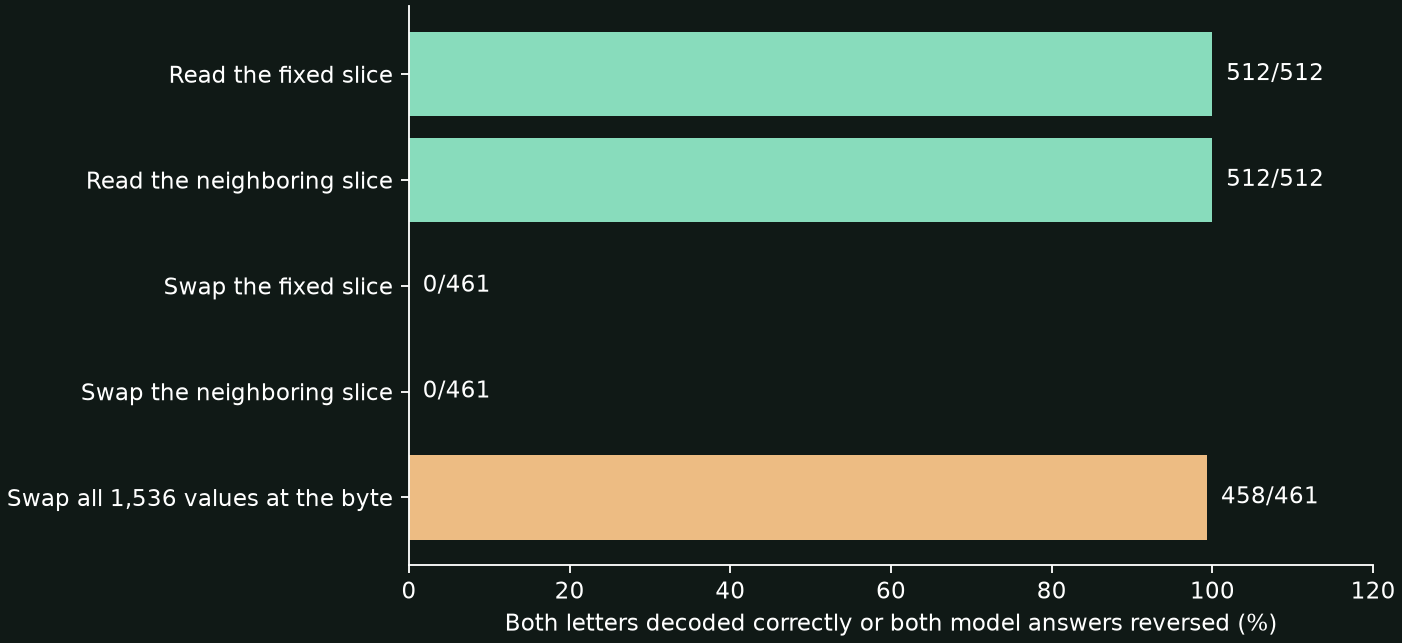 Read the fixed slice 512/512
Read the neighboring slice 512/512
Swap the fixed slice 0/461
Swap the neighboring slice 0/461
Swap all 1,536 values at the byte 458/461
0 20 40 60 80 100 120
Both letters decoded correctly or both model answers reversed (%)